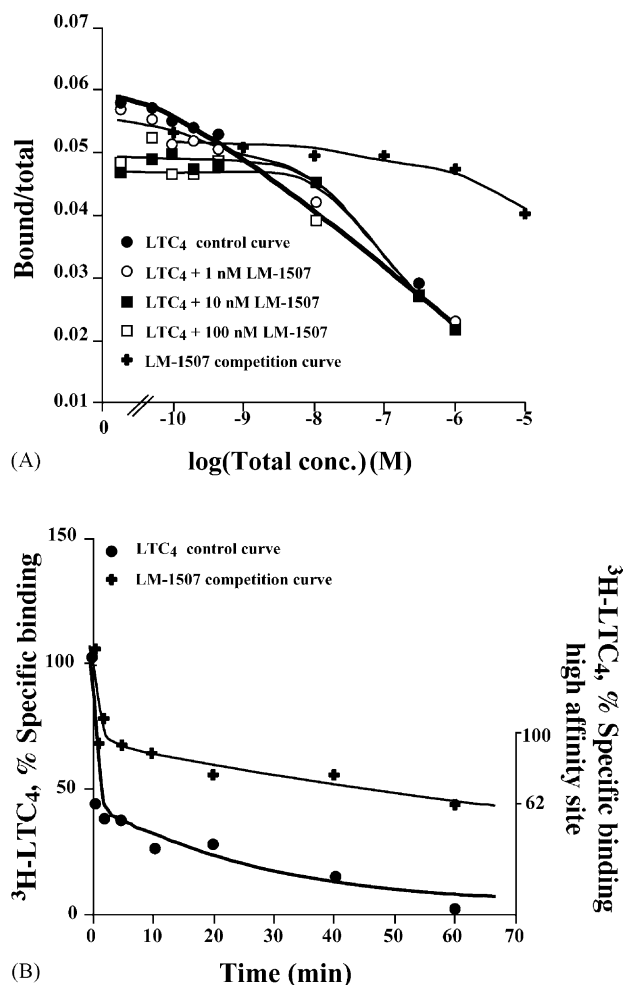 0.07
0.06
0.05
0.04
0.03
0.02
0.01
Bound/total
LTC4 control curve
LTC4 + 1 nM LM-1507
LTC4 + 10 nM LM-1507
LTC4 + 100 nM LM-1507
LM-1507 competition curve
0 -10 -9 -8 -7 -6 -5
(A) log(Total conc.) (M)
150
100
50
0
3H-LTC4, % Specific binding
LTC4 control curve
LM-1507 competition curve
100
62
3H-LTC4, % Specific binding
high affinity site
0 10 20 30 40 50 60 70
(B) Time (min)